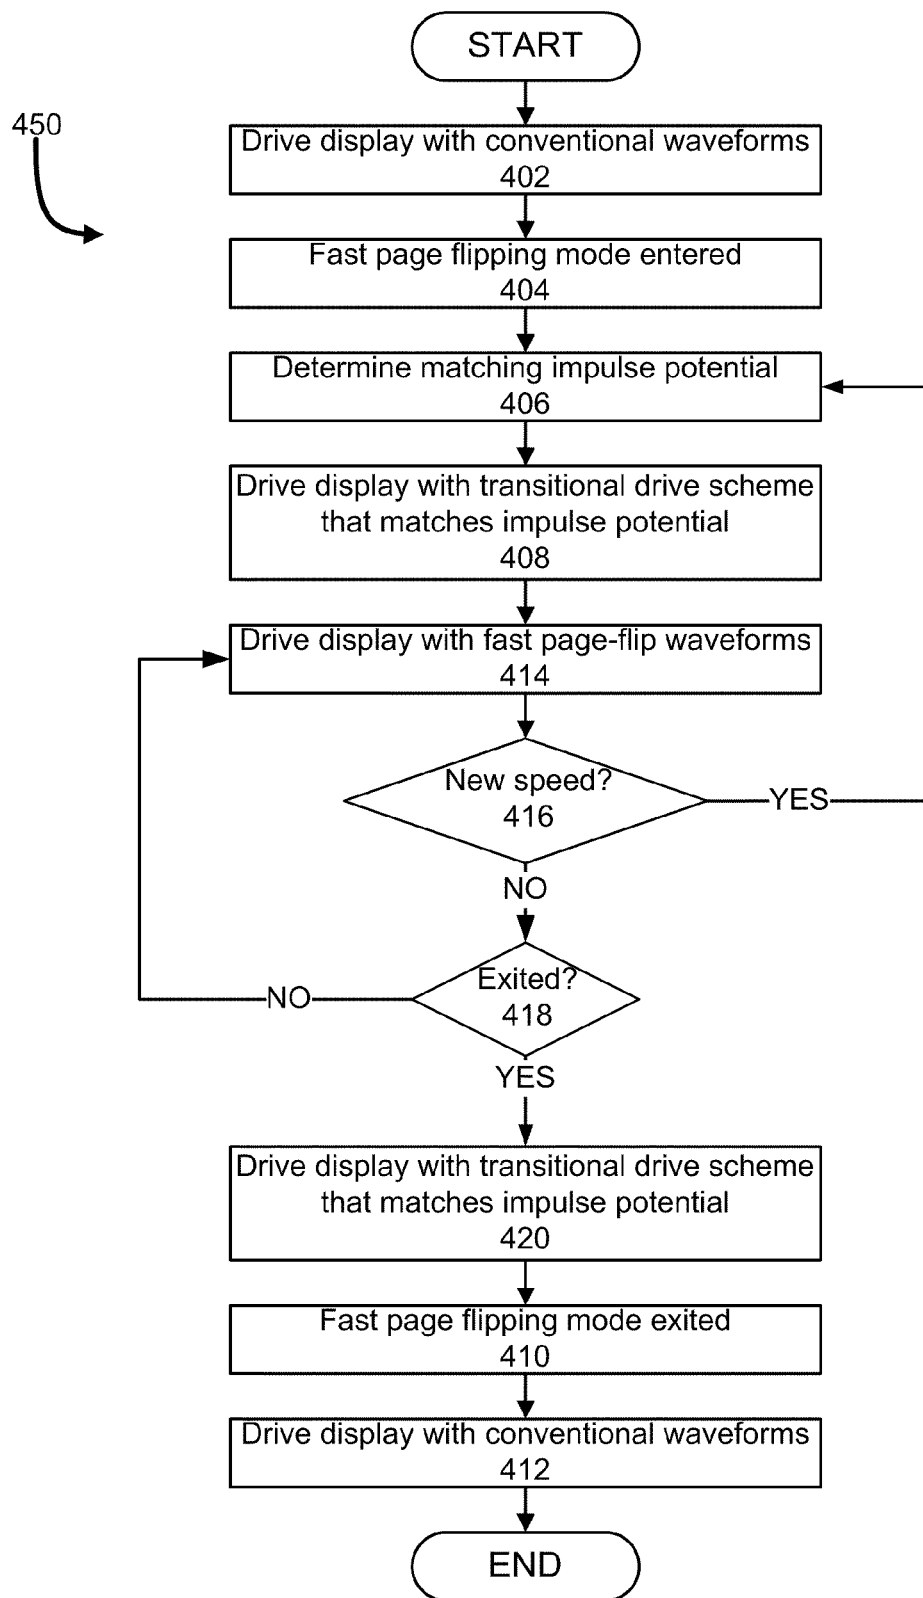 START
450
Drive display with conventional waveforms
402
Fast page flipping mode entered
404
Determine matching impulse potential
406
Drive display with transitional drive scheme
that matches impulse potential
408
Drive display with fast page-flip waveforms
414
New speed?
416
YES
NO
Exited?
418
NO
YES
Drive display with transitional drive scheme
that matches impulse potential
420
Fast page flipping mode exited
410
Drive display with conventional waveforms
412
END